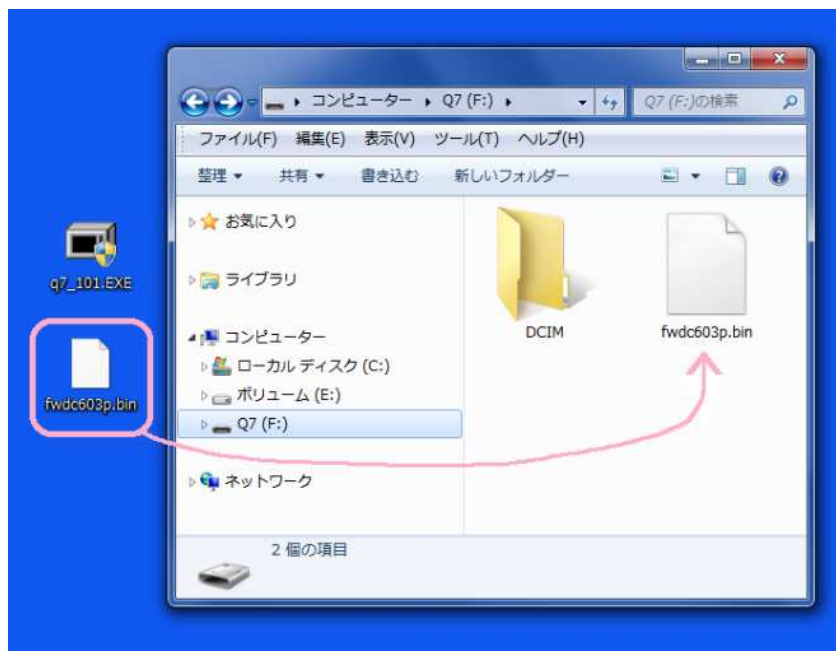 コンピューター ▸ Q7 (F:) ▸
Q7 (F:)の検索
ファイル(F) 編集(E) 表示(V) ツール(T) ヘルプ(H)
整理 共有 書き込む 新しいフォルダー
お気に入り
ライブラリ
コンピューター
ローカル ディスク (C:)
ボリューム (E:)
Q7 (F:)
ネットワーク
DCIM
fwdc603p.bin
2 個の項目
q7_101.EXE
fwdc603p.bin